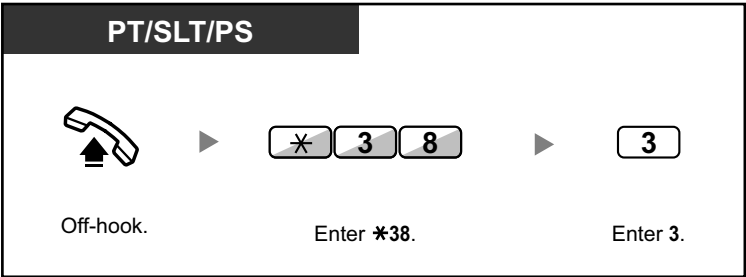 PT/SLT/PS
✱ 3 8 3
Off-hook. Enter ✱38. Enter 3.